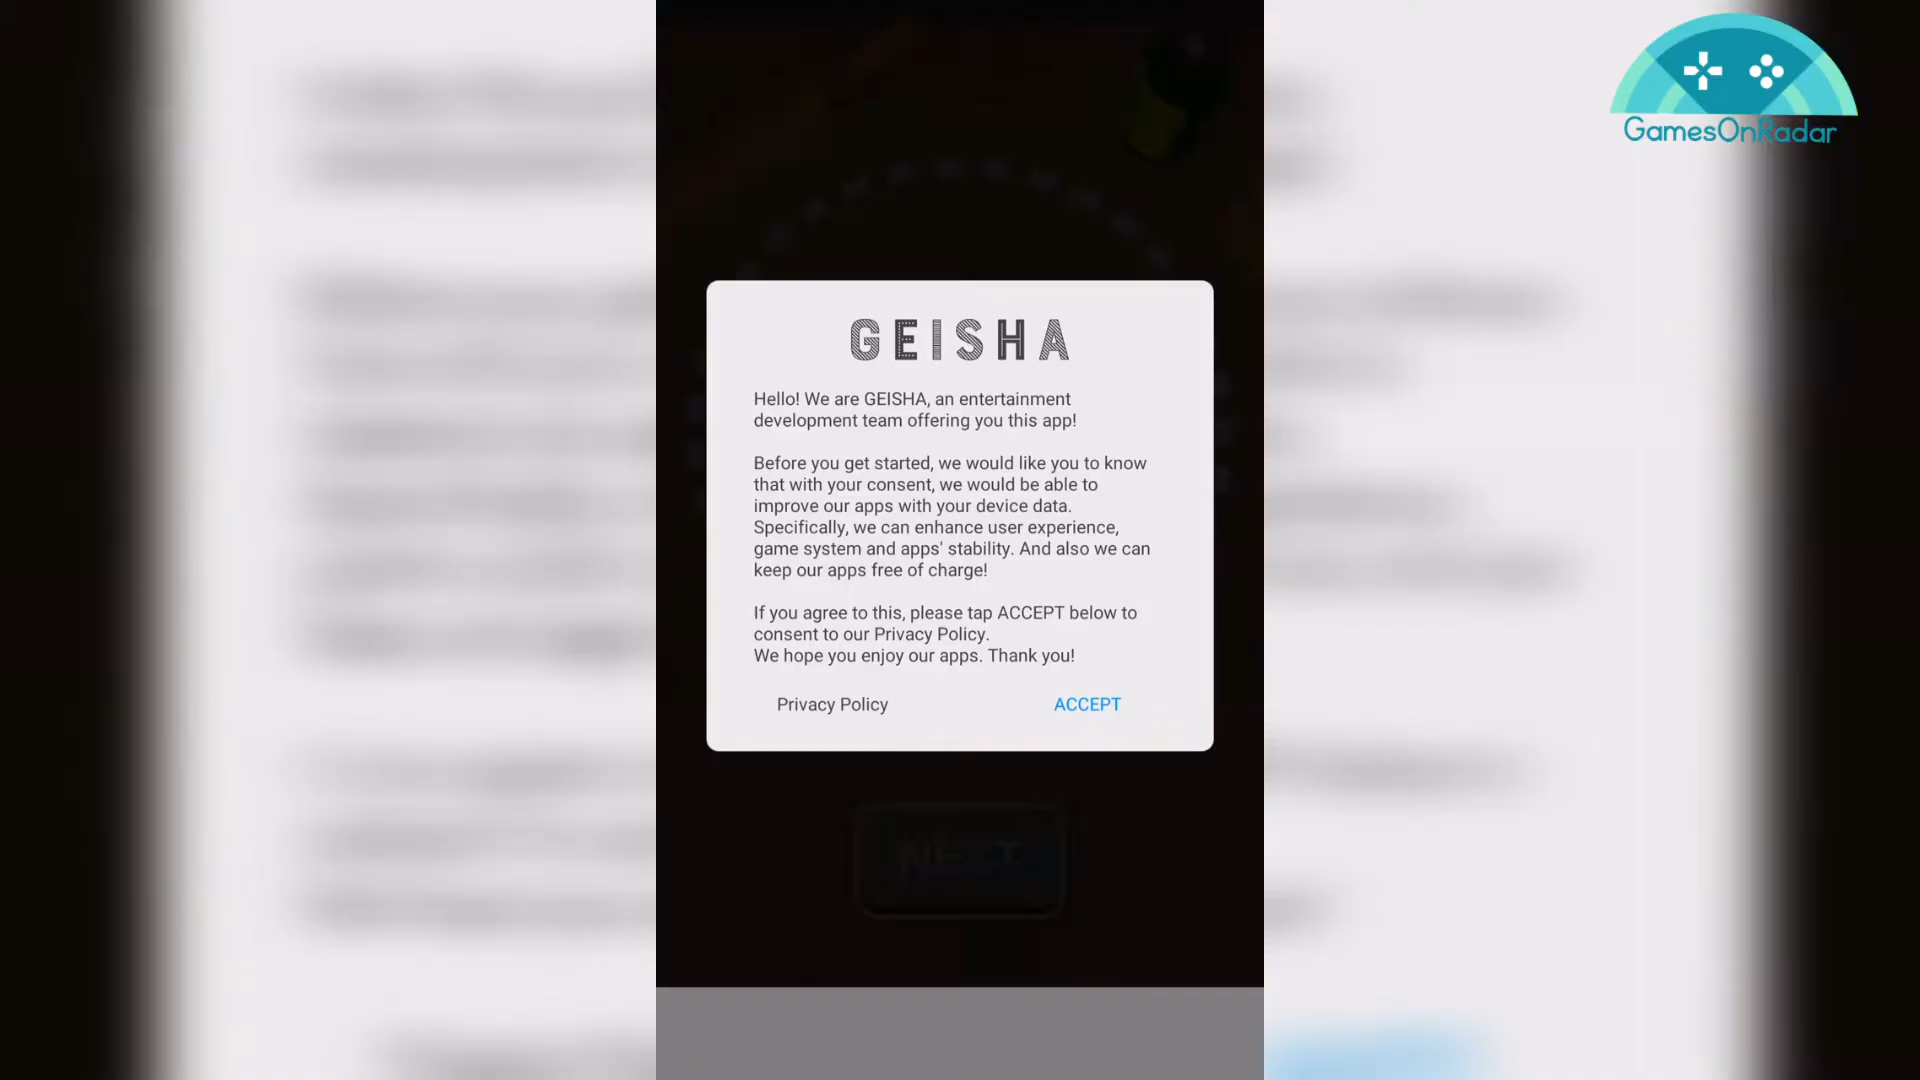 GamesOnRadar
GEISHA
Hello! We are GEISHA, an entertainment
development team offering you this app!
Before you get started, we would like you to know
that with your consent, we would be able to
improve our apps with your device data.
Specifically, we can enhance user experience,
game system and apps' stability. And also we can
keep our apps free of charge!
If you agree to this, please tap ACCEPT below to
consent to our Privacy Policy.
We hope you enjoy our apps. Thank you!
Privacy Policy
ACCEPT
NEXT